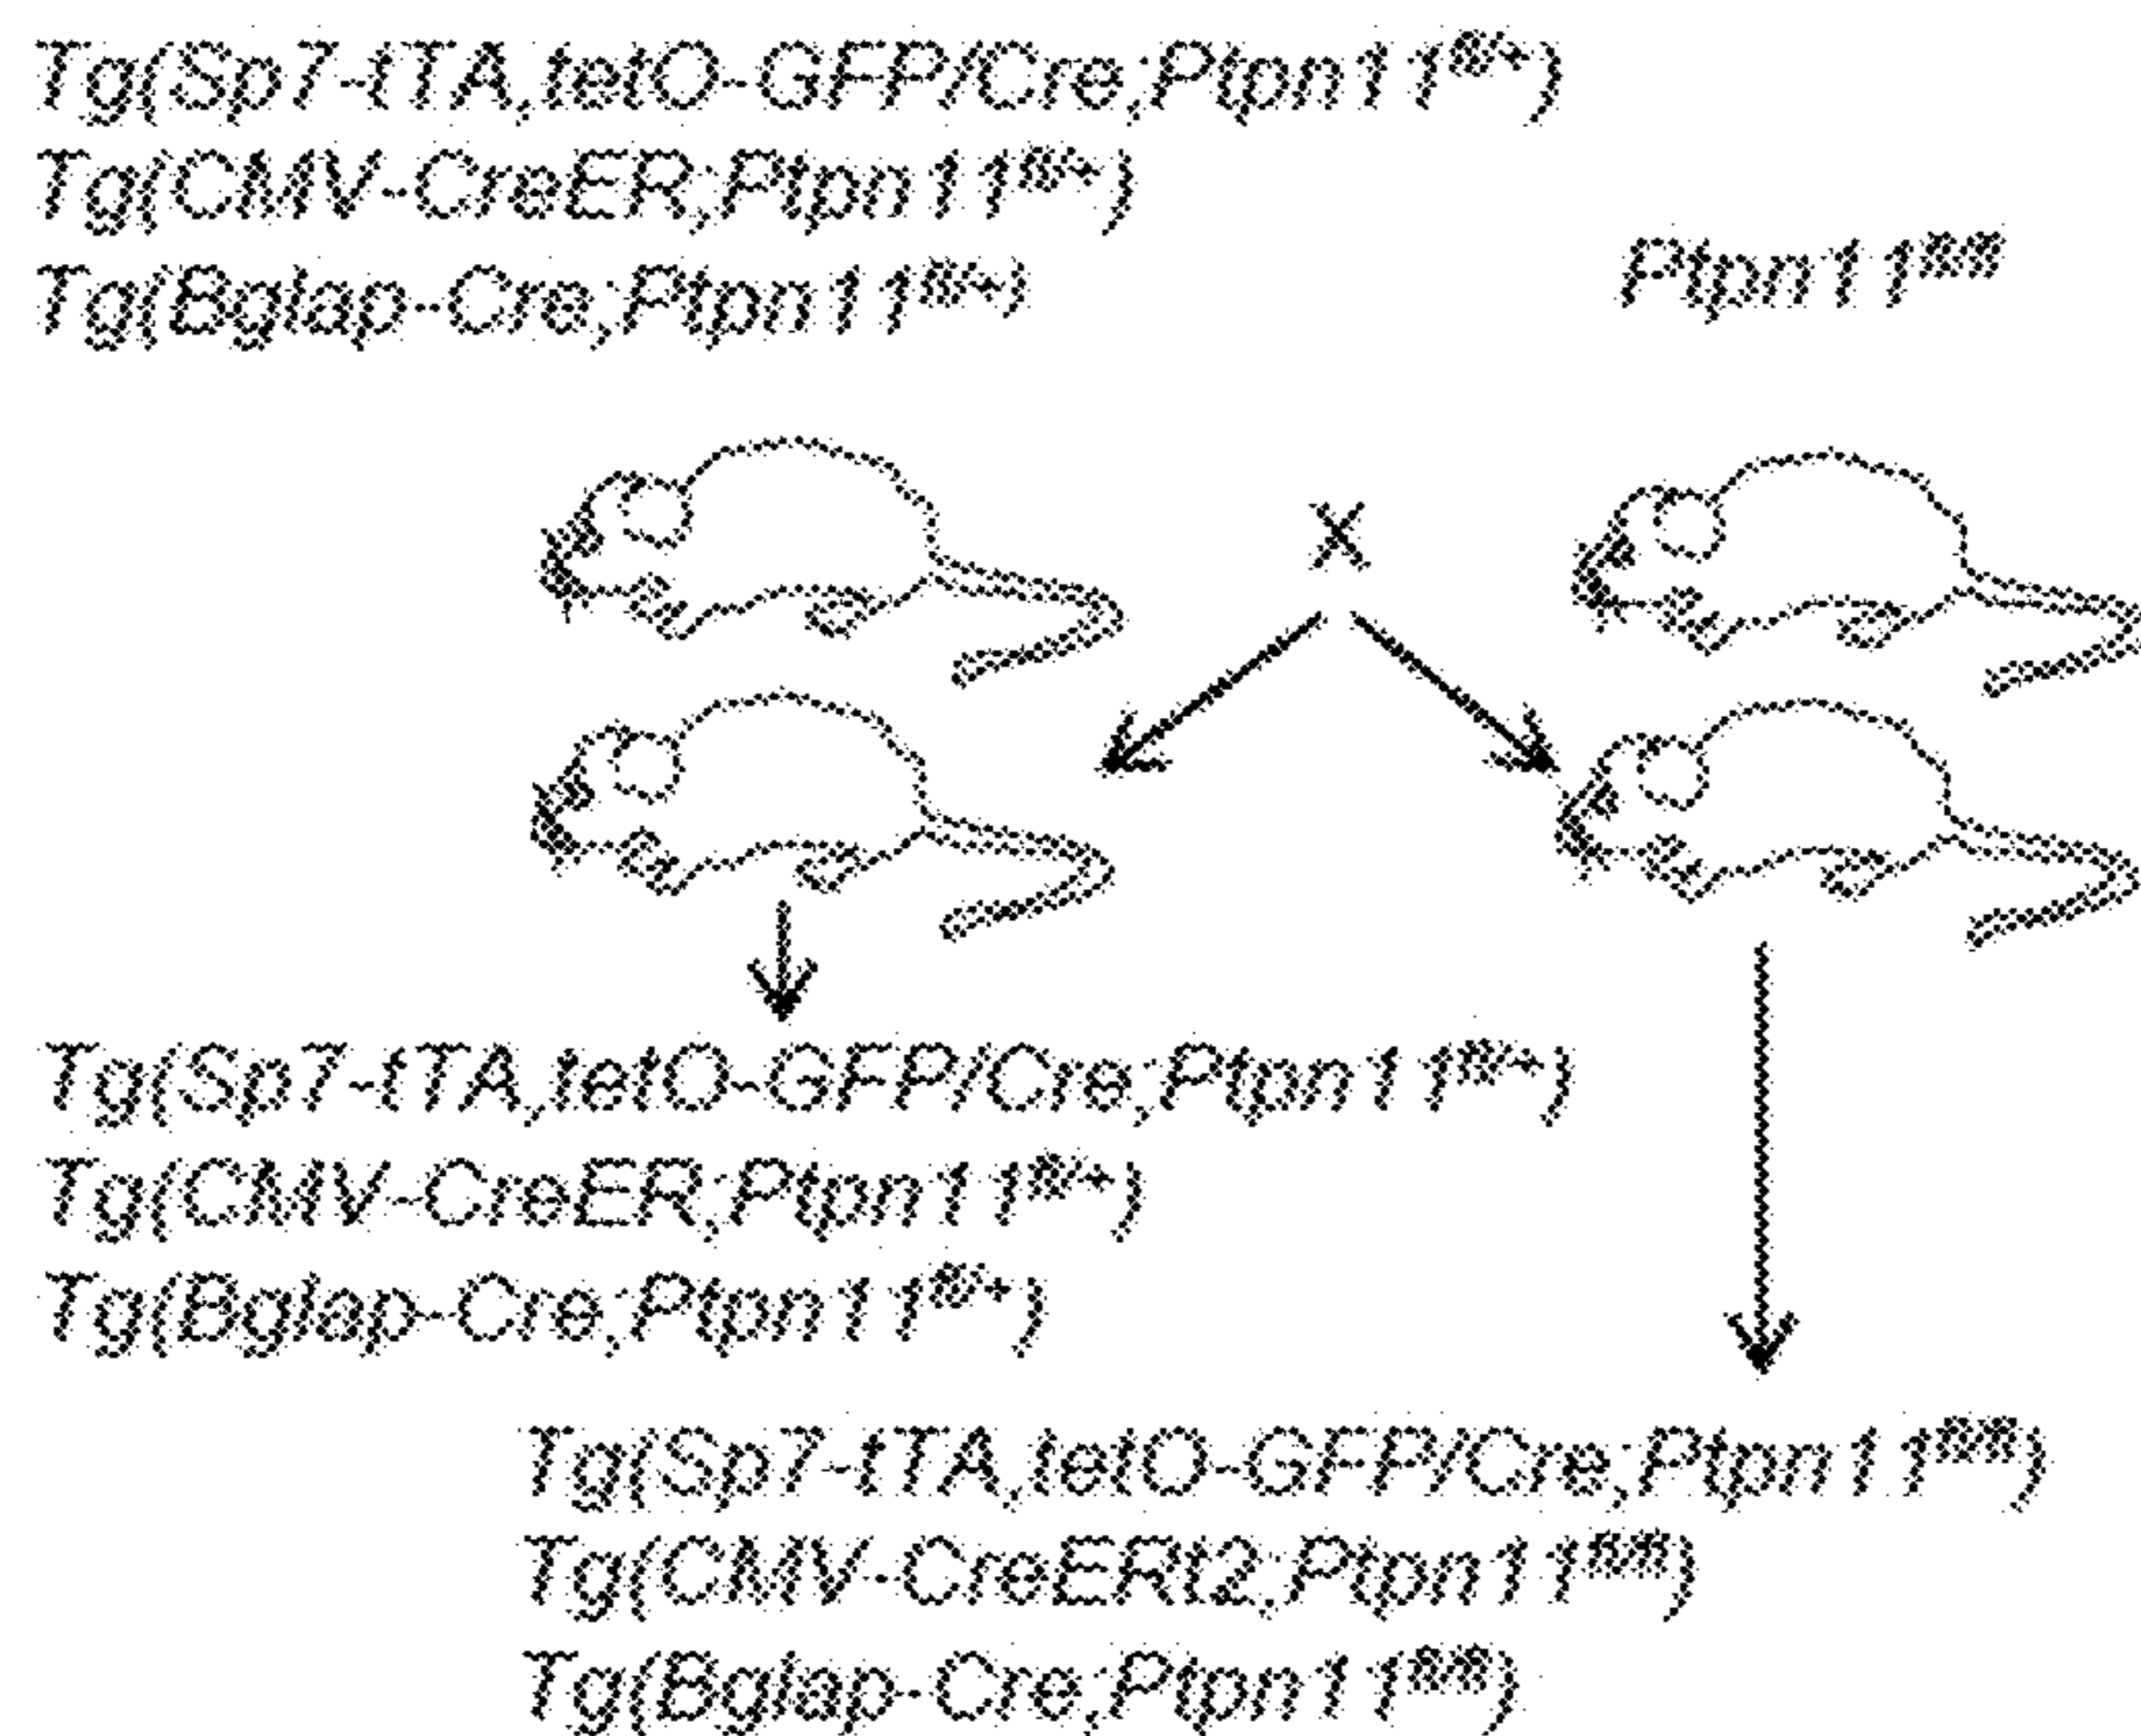 Tg(Sp7-tTA,tetO-GFP/Cre;Ptpn11fl/+)
Tg(CMV-CreER;Ptpn11fl/+)
Tg(Bglap-Cre;Ptpn11fl/+)
Ptpn11fl/fl
X
Tg(Sp7-tTA,tetO-GFP/Cre;Ptpn11fl/+)
Tg(CMV-CreER;Ptpn11fl/+)
Tg(Bglap-Cre;Ptpn11fl/+)
Tg(Sp7-tTA,tetO-GFP/Cre;Ptpn11fl/fl)
Tg(CMV-CreERt2;Ptpn11fl/fl)
Tg(Bglap-Cre;Ptpn11fl/fl)